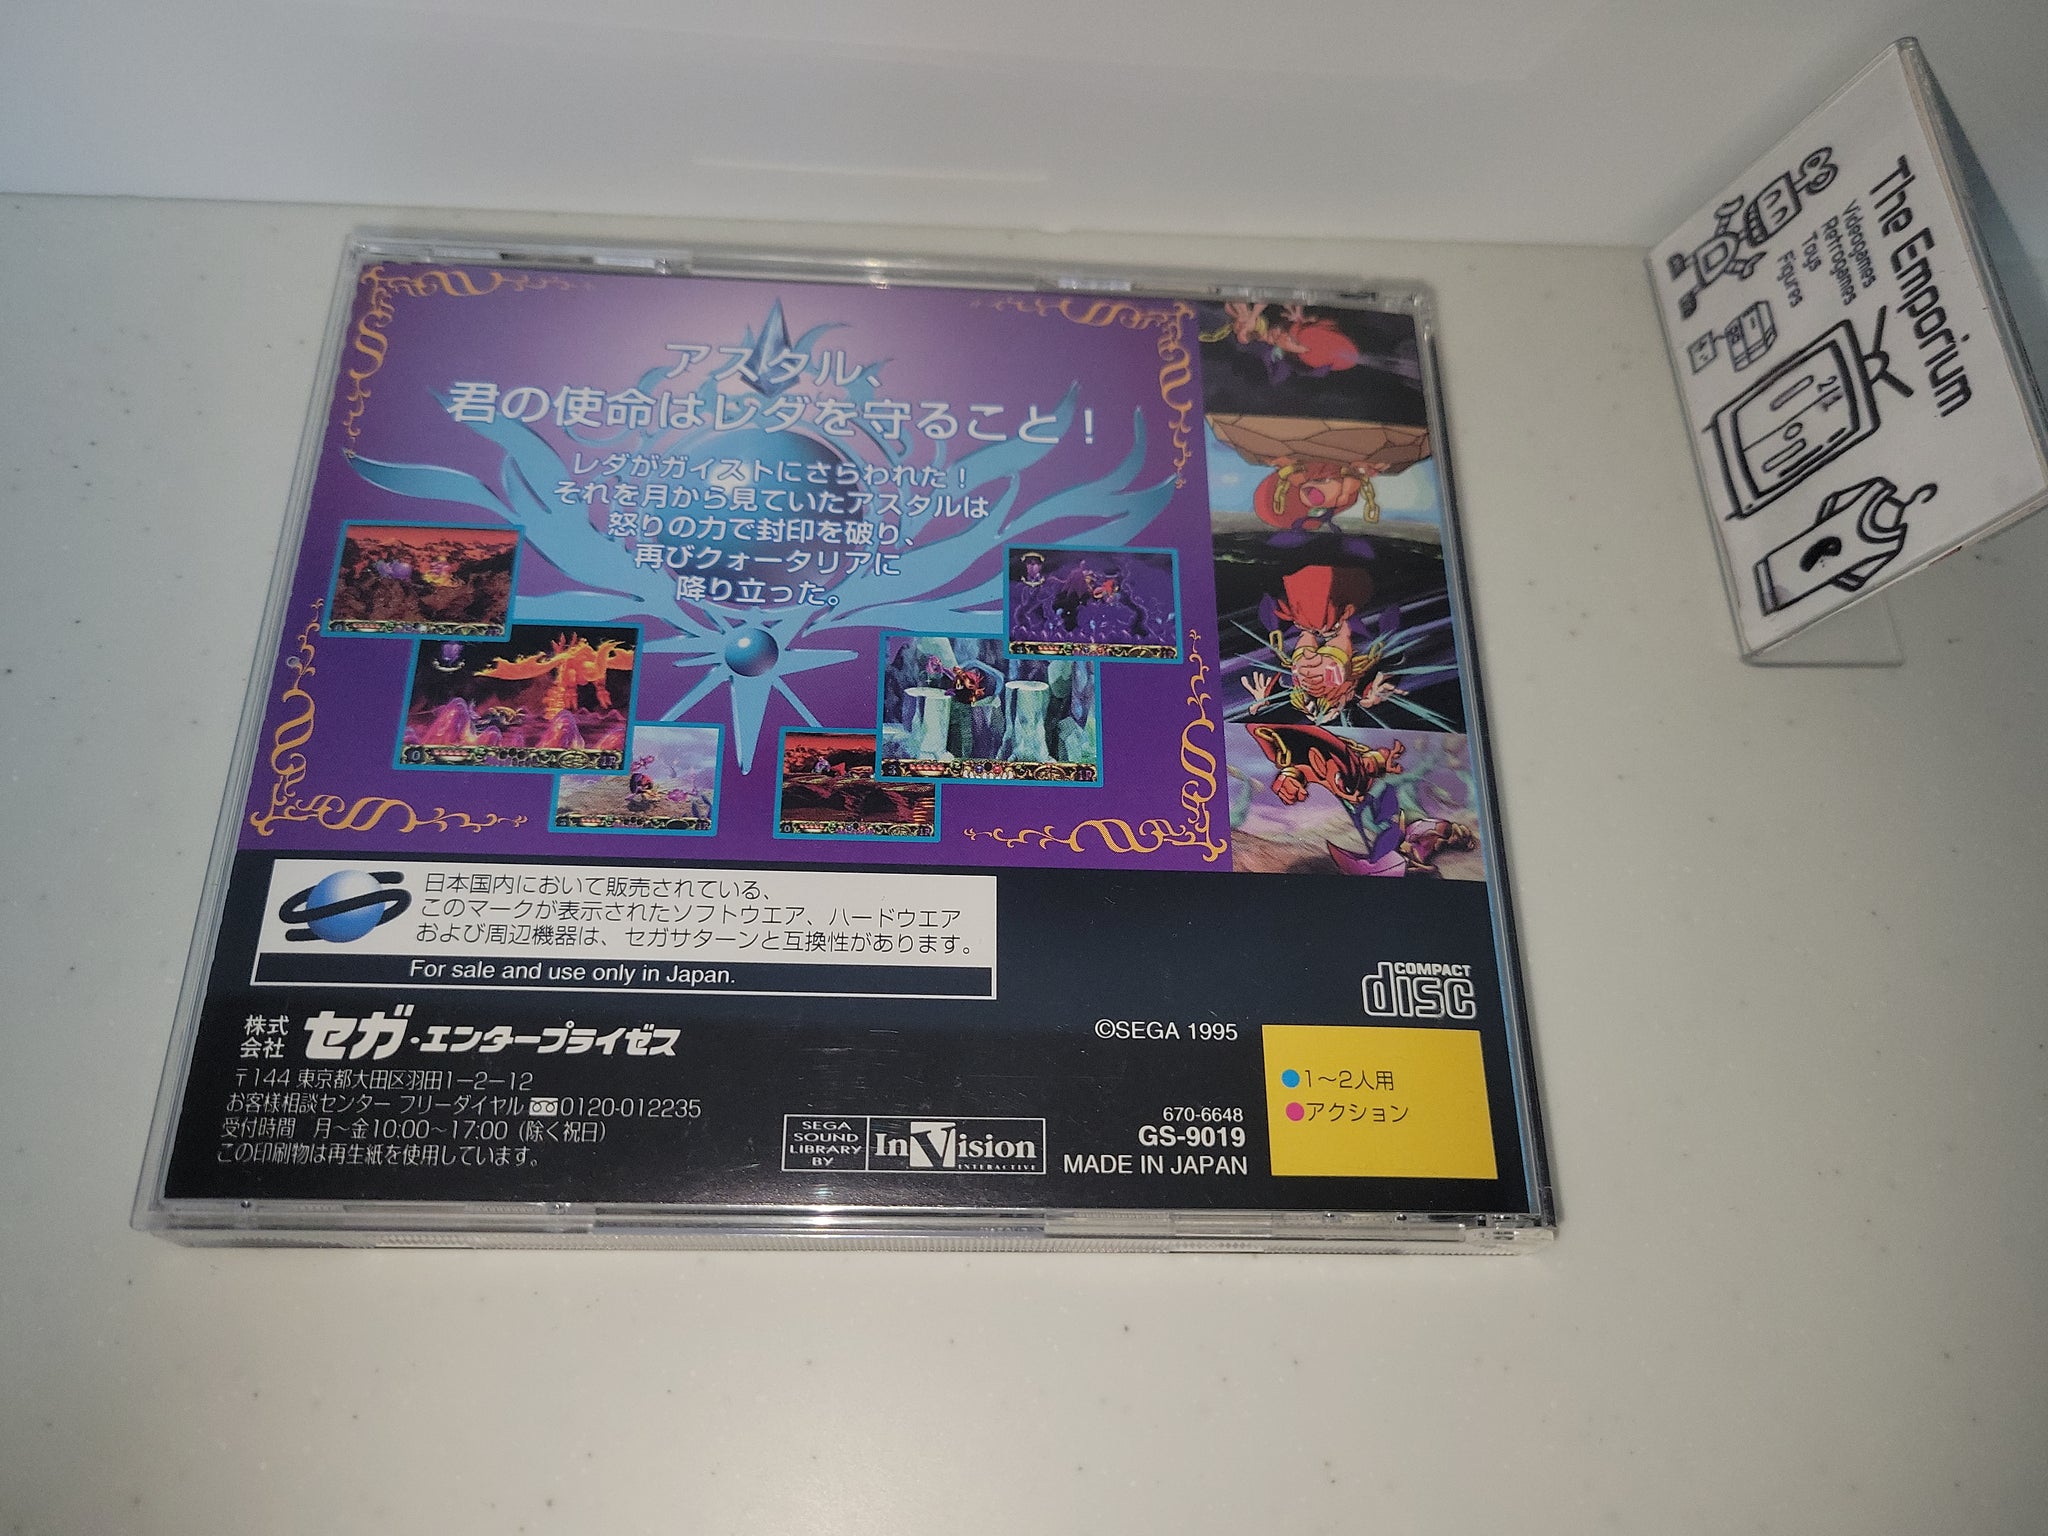 アスタル、
君の使命はレダを守ること！
レダがガイストにさらわれた！
それを月から見ていたアスタルは
怒りの力で封印を破り、
再びクォータリアに
降り立った。
日本国内において販売されている、
このマークが表示されたソフトウエア、ハードウエア
および周辺機器は、セガサターンと互換性があります。
For sale and use only in Japan.
株式会社 セガ・エンタープライゼス
〒144 東京都大田区羽田1-2-12
お客様相談センター フリーダイヤル 0120-012235
受付時間 月〜金10:00〜17:00（除く祝日）
この印刷物は再生紙を使用しています。
SEGA
SOUND
LIBRARY
BY
InVision
INTERACTIVE
©SEGA 1995
670-6648
GS-9019
MADE IN JAPAN
COMPACT
disc
●1〜2人用
●アクション
The Emporium
Videogames
Retrogames
Toys
Figures